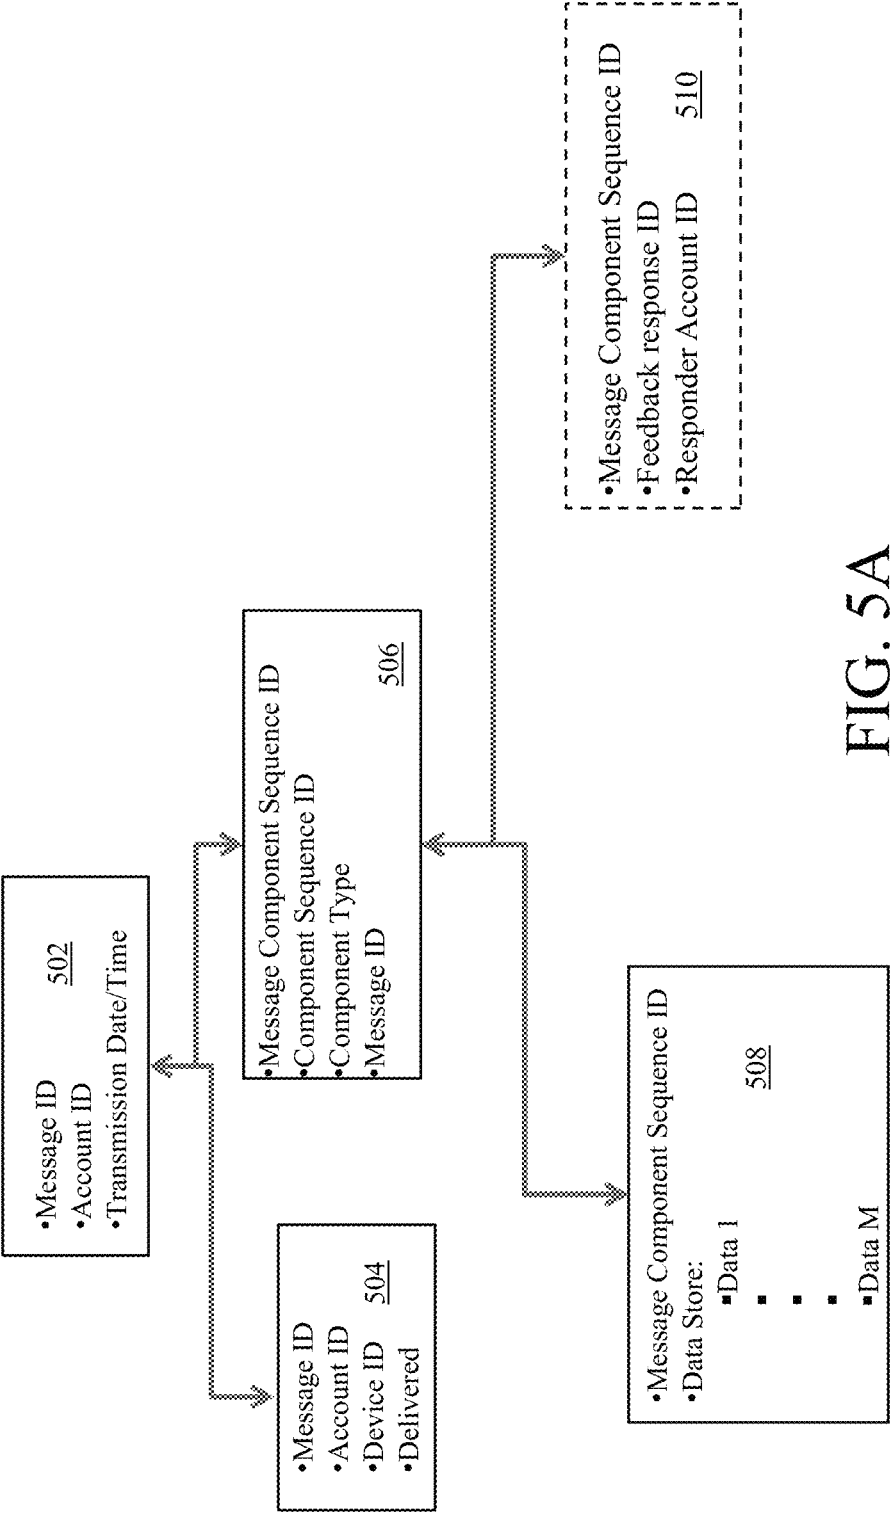 •Message ID
•Account ID
•Transmission Date/Time
502
•Message ID
•Account ID
•Device ID
•Delivered
504
•Message Component Sequence ID
•Component Sequence ID
•Component Type
•Message ID
506
•Message Component Sequence ID
•Data Store:
▪Data 1
▪
▪
▪
▪Data M
508
•Message Component Sequence ID
•Feedback response ID
•Responder Account ID
510
FIG. 5A